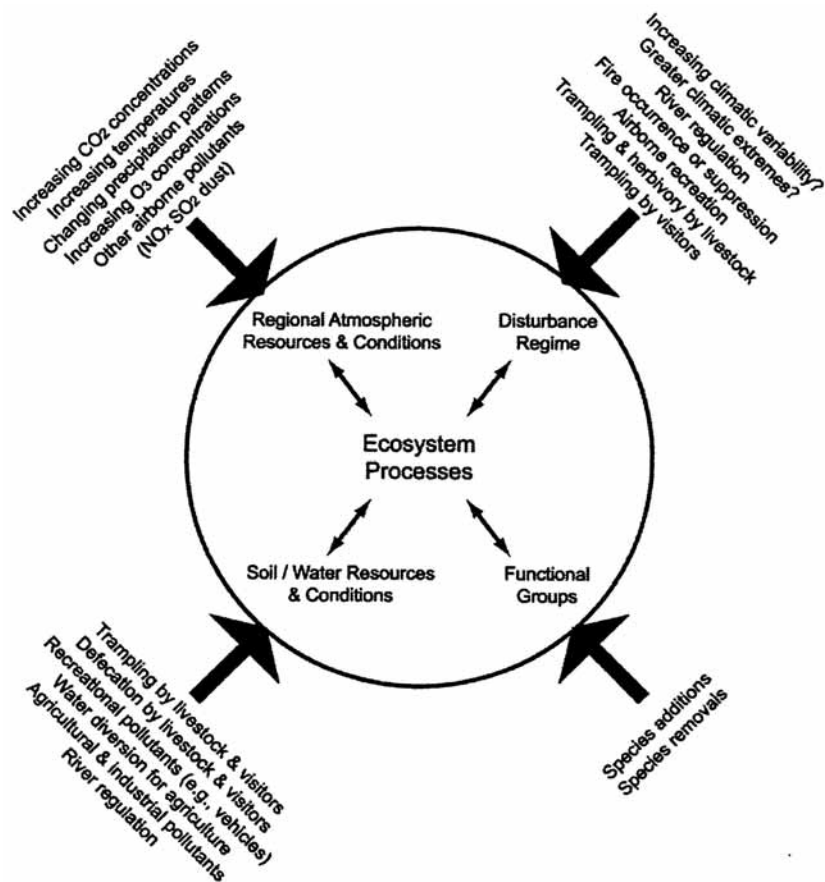 Increasing CO2 concentrations
Increasing temperatures
Changing precipitation patterns
Increasing O3 concentrations
Other airborne pollutants
(NOx SO2 dust)
Increasing climatic variability?
Greater climatic extremes?
River regulation
Fire occurrence or suppression
Airborne recreation
Trampling & herbivory by livestock
Trampling by visitors
Regional Atmospheric
Resources & Conditions
Disturbance
Regime
Ecosystem
Processes
Soil / Water Resources
& Conditions
Functional
Groups
Trampling by livestock & visitors
Defecation by livestock & visitors
Recreational pollutants (e.g., vehicles)
Water diversion for agriculture
Agricultural & industrial pollutants
River regulation
Species additions
Species removals